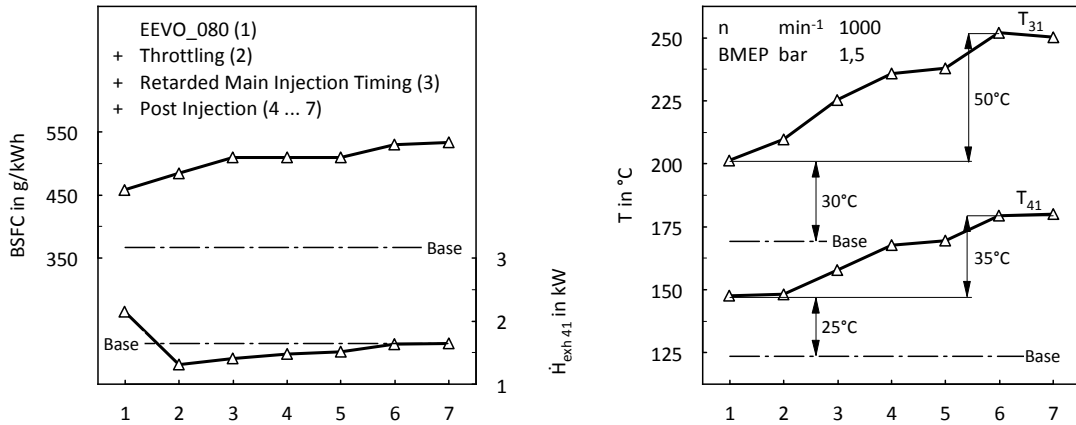 EEVO_080 (1)
+ Throttling (2)
+ Retarded Main Injection Timing (3)
+ Post Injection (4 ... 7)
BSFC in g/kWh
550
450
350
Base
3
2
1
Ḣexh 41 in kW
Base
1 2 3 4 5 6 7
n min-1 1000
BMEP bar 1,5
T31
T in °C
250
225
200
175
150
125
50°C
30°C
Base
T41
35°C
25°C
Base
1 2 3 4 5 6 7